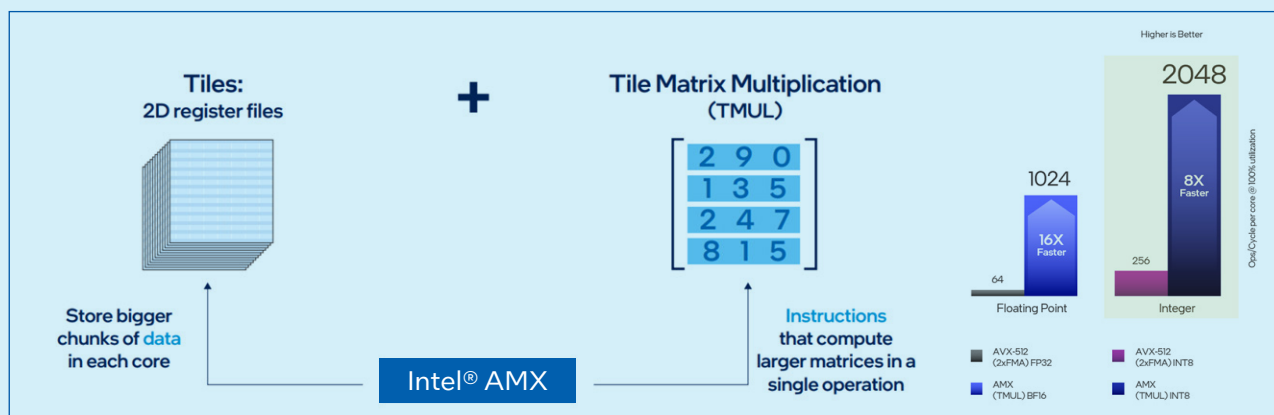 Tiles:
2D register files
+
Tile Matrix Multiplication
(TMUL)
2 9 0
1 3 5
2 4 7
8 1 5
Store bigger
chunks of data
in each core
Intel® AMX
Instructions
that compute
larger matrices in a
single operation
Higher is Better
64
1024
16X
Faster
Floating Point
256
2048
8X
Faster
Integer
Ops/Cycle per core @ 100% utilization
AVX-512
(2xFMA) FP32
AMX
(TMUL) BF16
AVX-512
(2xFMA) INT8
AMX
(TMUL) INT8